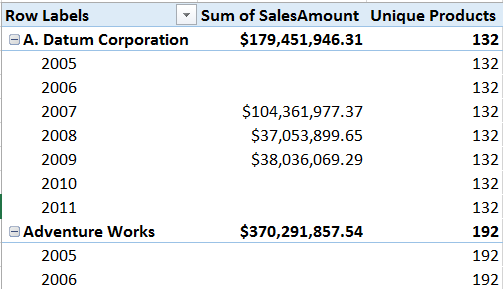 Row Labels Sum of SalesAmount Unique Products
A. Datum Corporation $179,451,946.31 132
2005 132
2006 132
2007 $104,361,977.37 132
2008 $37,053,899.65 132
2009 $38,036,069.29 132
2010 132
2011 132
Adventure Works $370,291,857.54 192
2005 192
2006 192